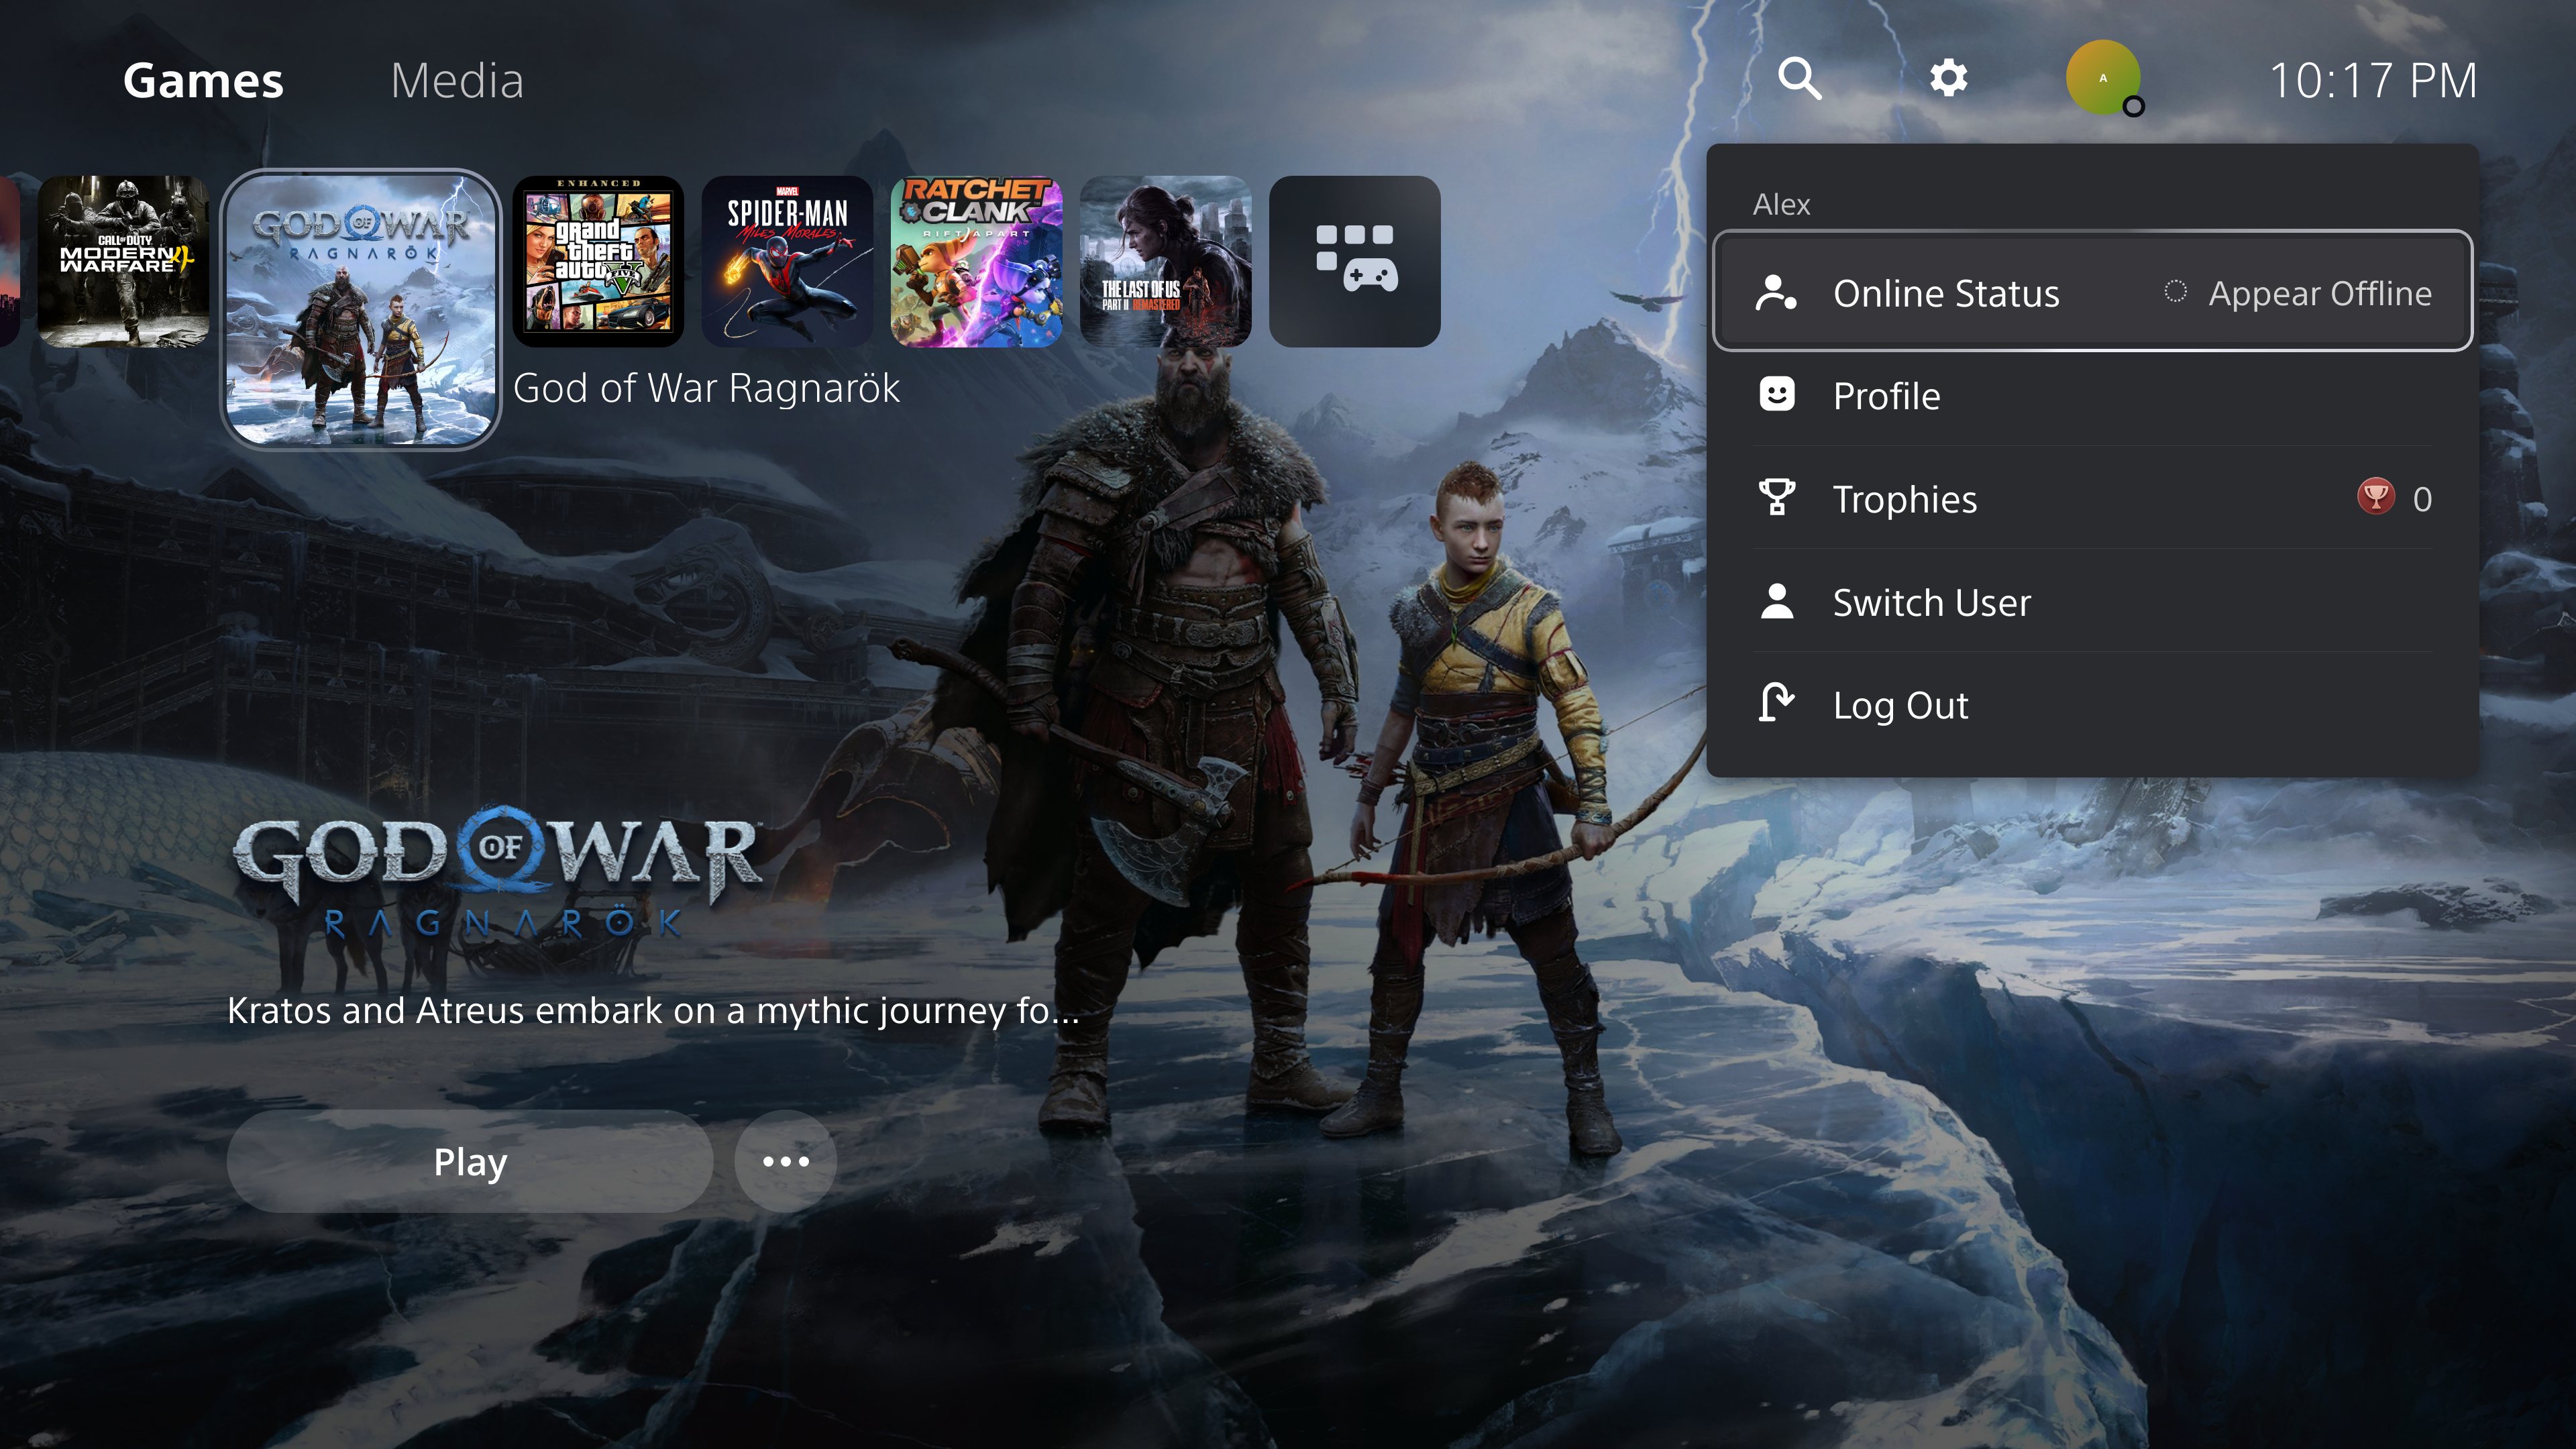 Games
Media
A
10:17 PM
CALL OF DUTY
MODERN
WARFARE 4
GOD OF WAR
RAGNARÖK
ENHANCED
grand
theft
auto
V
FIVE
MARVEL
SPIDER-MAN
MILES MORALES
RATCHET
CLANK
RIFT APART
THE LAST OF US
PART II REMASTERED
God of War Ragnarök
Alex
Online Status
Appear Offline
Profile
Trophies
0
Switch User
Log Out
GOD OF WAR
RAGNARÖK
Kratos and Atreus embark on a mythic journey fo...
Play